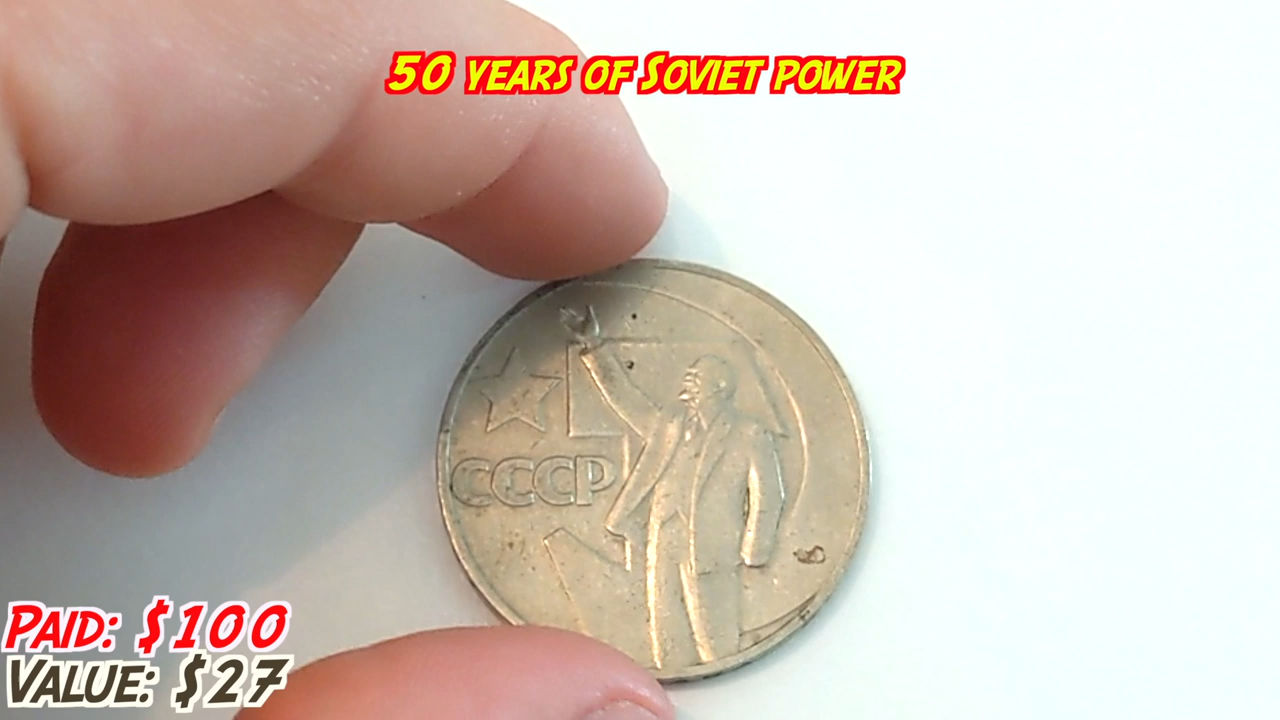 50 YEARS OF SOVIET POWER
СССР
PAID: $100
VALUE: $27